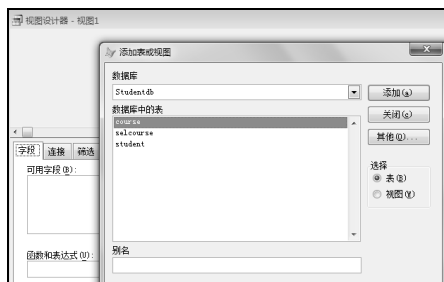 视图设计器 - 视图1
添加表或视图
数据库
Studentdb
添加(a)
数据库中的表
关闭(g)
course
selcourse
student
其他(O)...
选择
表(B)
视图(V)
字段
连接
筛选
可用字段(B):
别名
函数和表达式(U):